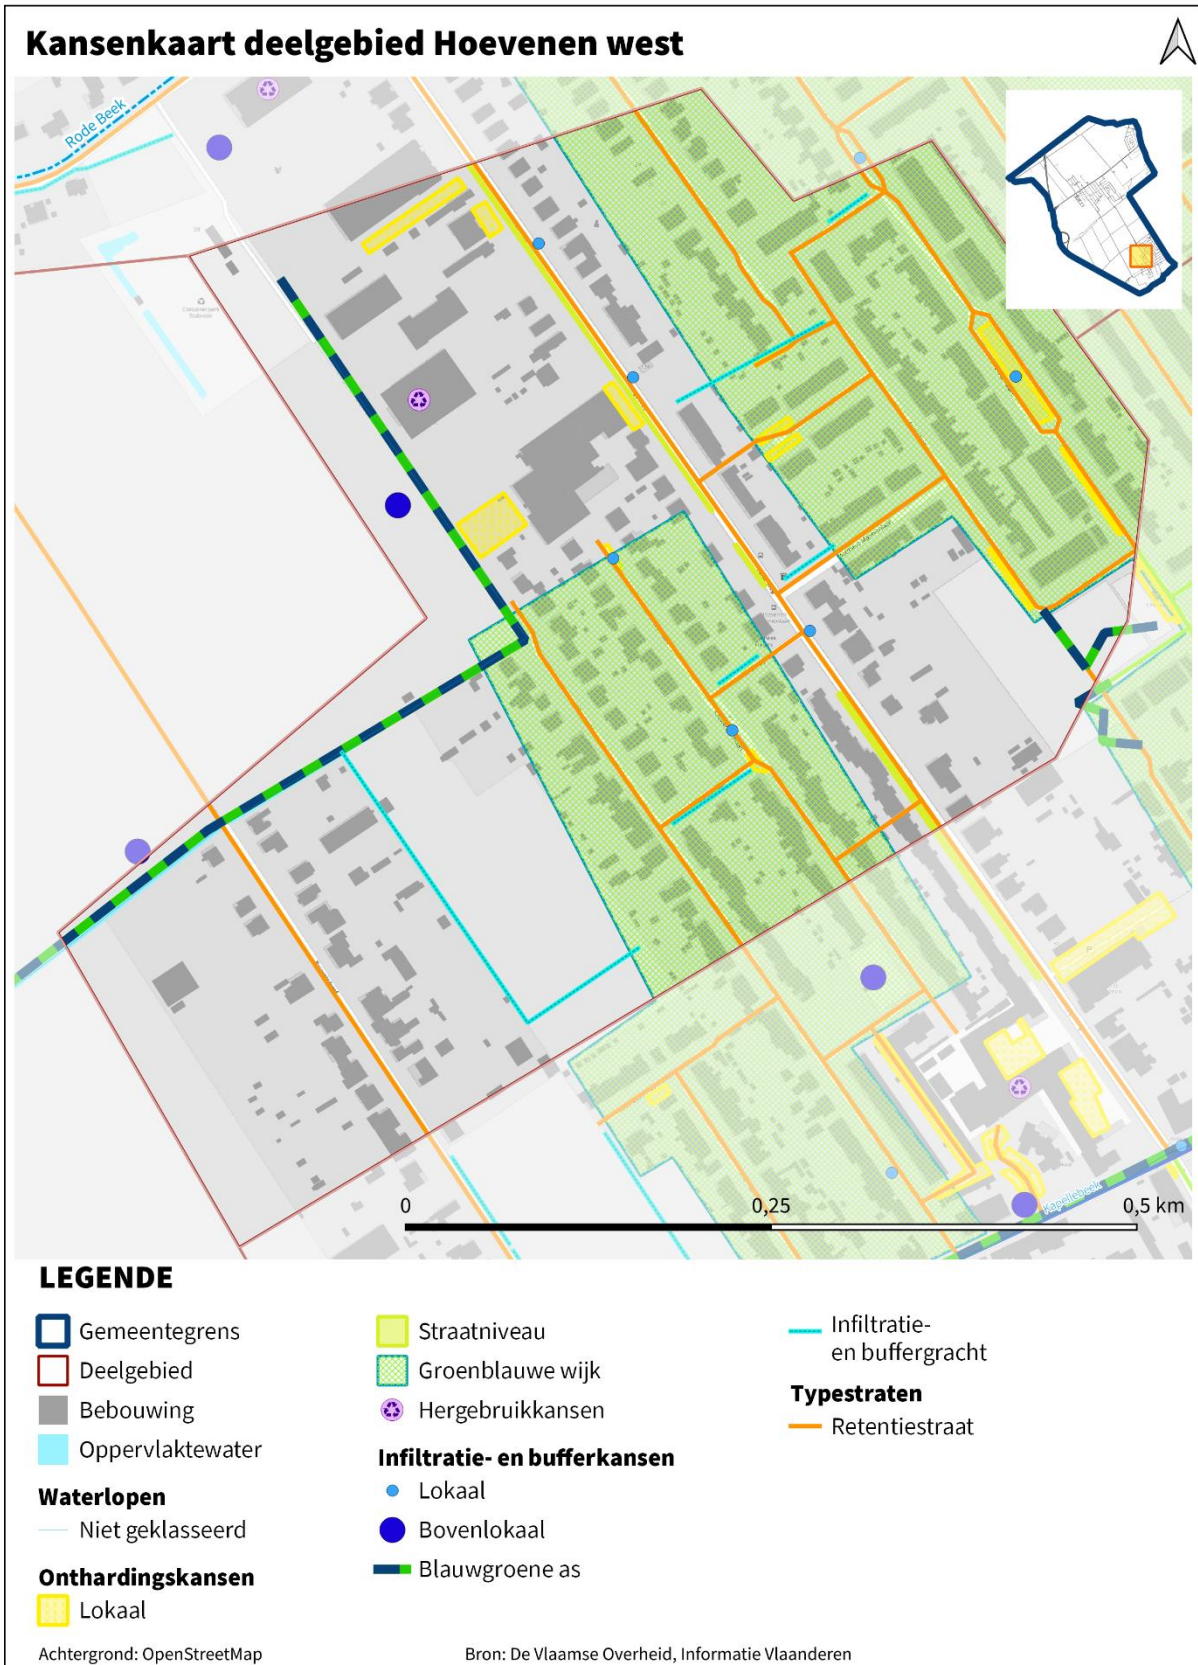 Kansenkaart deelgebied Hoevenen west
Rode Beek
Kapellebeek
0
0,25
0,5 km
LEGENDE
Gemeentegrens
Deelgebied
Bebouwing
Oppervlaktewater
Waterlopen
Niet geklasseerd
Onthardingskansen
Lokaal
Straatniveau
Groenblauwe wijk
Hergebruikkansen
Infiltratie- en bufferkansen
Lokaal
Bovenlokaal
Blauwgroene as
Infiltratie-
en buffergracht
Typestraten
Retentiestraat
Achtergrond: OpenStreetMap
Bron: De Vlaamse Overheid, Informatie Vlaanderen